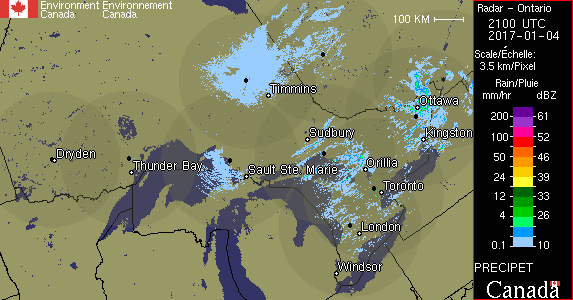 Environment Environnement
Canada Canada
100 KM
Radar - Ontario
2100 UTC
2017-01-04
Scale/Échelle:
3.5 km/Pixel
Rain/Pluie
mm/hr dBZ
200 61
100 52
50 46
24 39
12 33
4 26
0.1 10
PRECIPET
Canada
Timmins
Ottawa
Kingston
Sudbury
Dryden
Thunder Bay
Sault Ste. Marie
Orillia
Toronto
London
Windsor